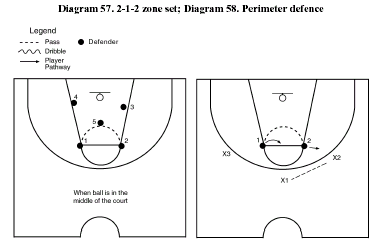 Diagram 57. 2-1-2 zone set; Diagram 58. Perimeter defence
Legend
Pass
Defender
Dribble
Player
Pathway
4
3
5
1
2
When ball is in the
middle of the court
1
2
X3
X2
X1